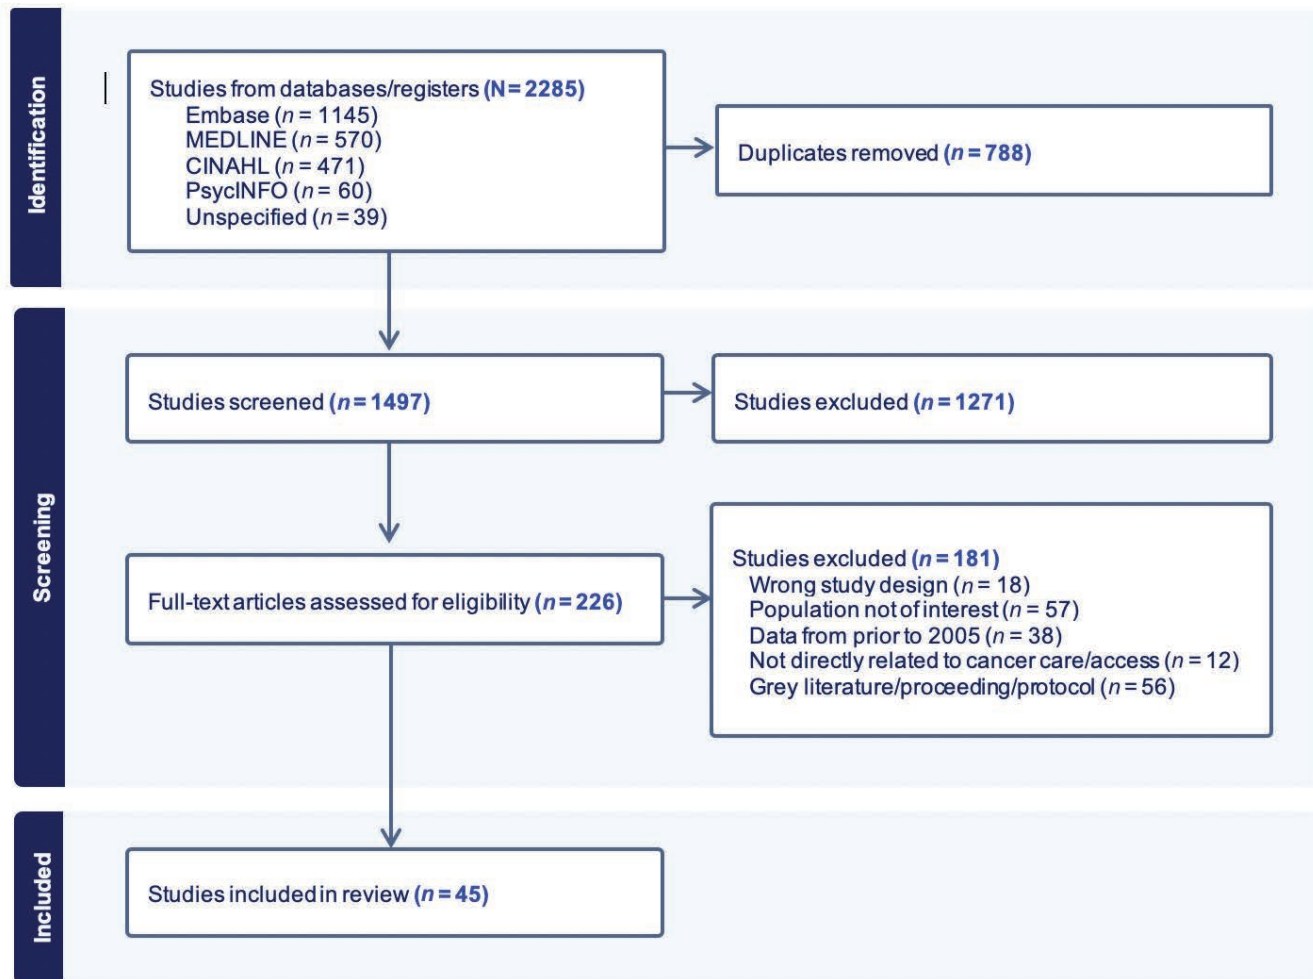 Identification
Studies from databases/registers (N = 2285)
Embase (n = 1145)
MEDLINE (n = 570)
CINAHL (n = 471)
PsycINFO (n = 60)
Unspecified (n = 39)
Duplicates removed (n = 788)
Screening
Studies screened (n = 1497)
Studies excluded (n = 1271)
Full-text articles assessed for eligibility (n = 226)
Studies excluded (n = 181)
Wrong study design (n = 18)
Population not of interest (n = 57)
Data from prior to 2005 (n = 38)
Not directly related to cancer care/access (n = 12)
Grey literature/proceeding/protocol (n = 56)
Included
Studies included in review (n = 45)